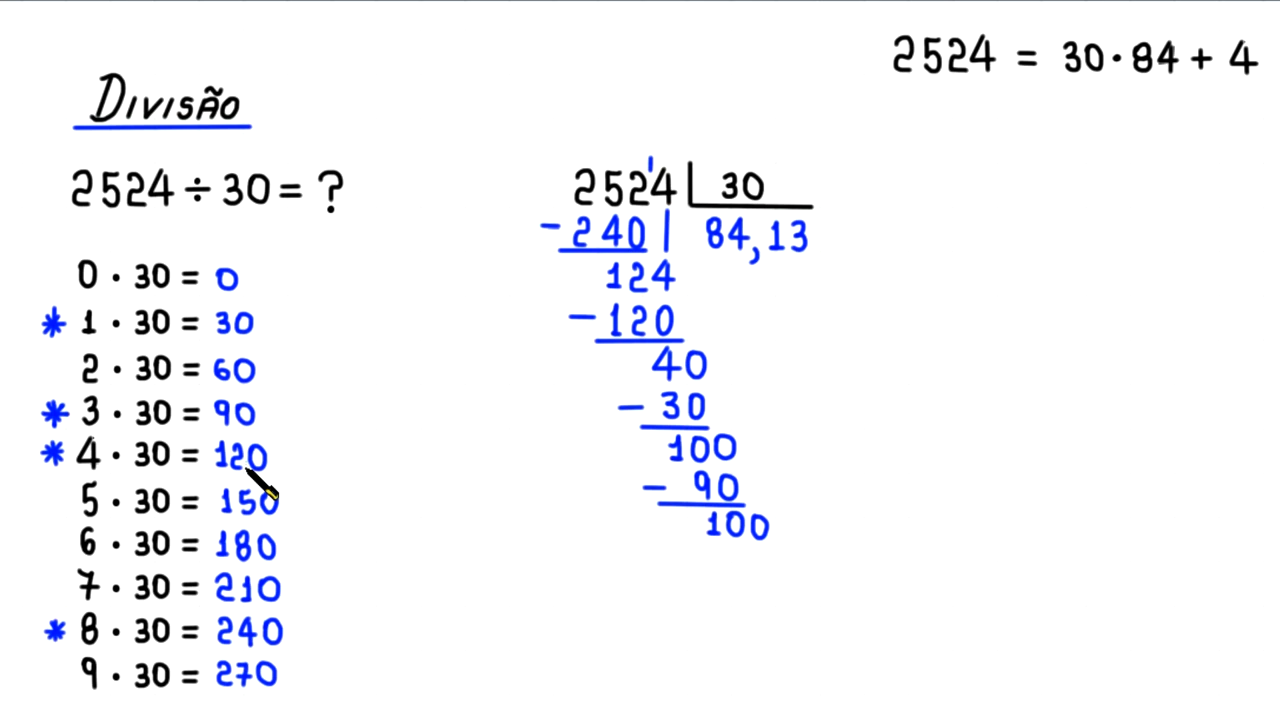 2524 = 30·84 + 4
DIVISÃO
2524 ÷ 30 = ?
0 · 30 = 0
* 1 · 30 = 30
2 · 30 = 60
* 3 · 30 = 90
* 4 · 30 = 120
5 · 30 = 150
6 · 30 = 180
7 · 30 = 210
* 8 · 30 = 240
9 · 30 = 270
252'4 30
- 240 | 84,13
124
- 120
40
- 30
100
- 90
100